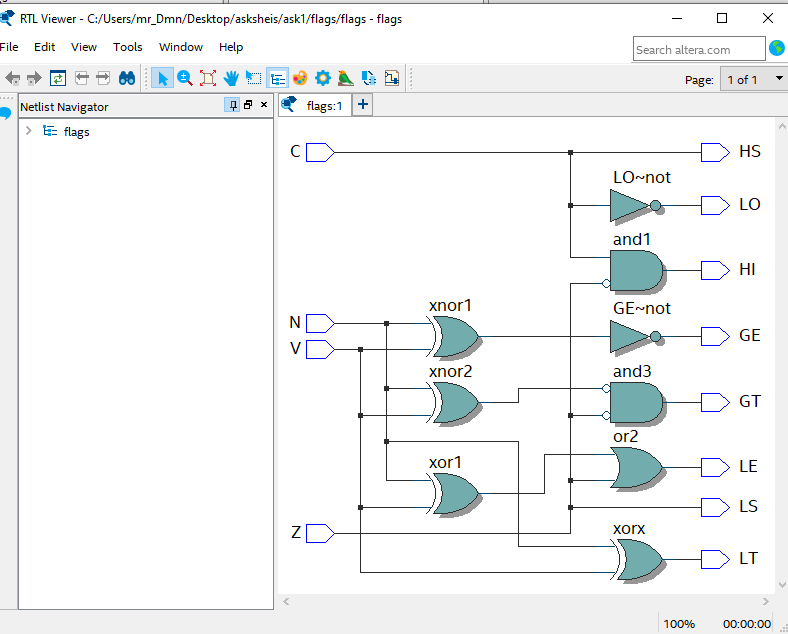 RTL Viewer - C:/Users/mr_Dmn/Desktop/asksheis/ask1/flags/flags - flags
File Edit View Tools Window Help
Search altera.com
Page: 1 of 1
Netlist Navigator
flags:1
flags
C
HS
LO~not
LO
and1
HI
xnor1
GE~not
N
V
GE
xnor2
and3
GT
or2
xor1
LE
LS
xorx
Z
LT
100% 00:00:00